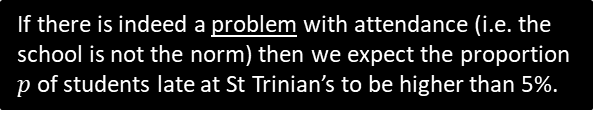 If there is indeed a problem with attendance (i.e. the
school is not the norm) then we expect the proportion
p of students late at St Trinian’s to be higher than 5%.